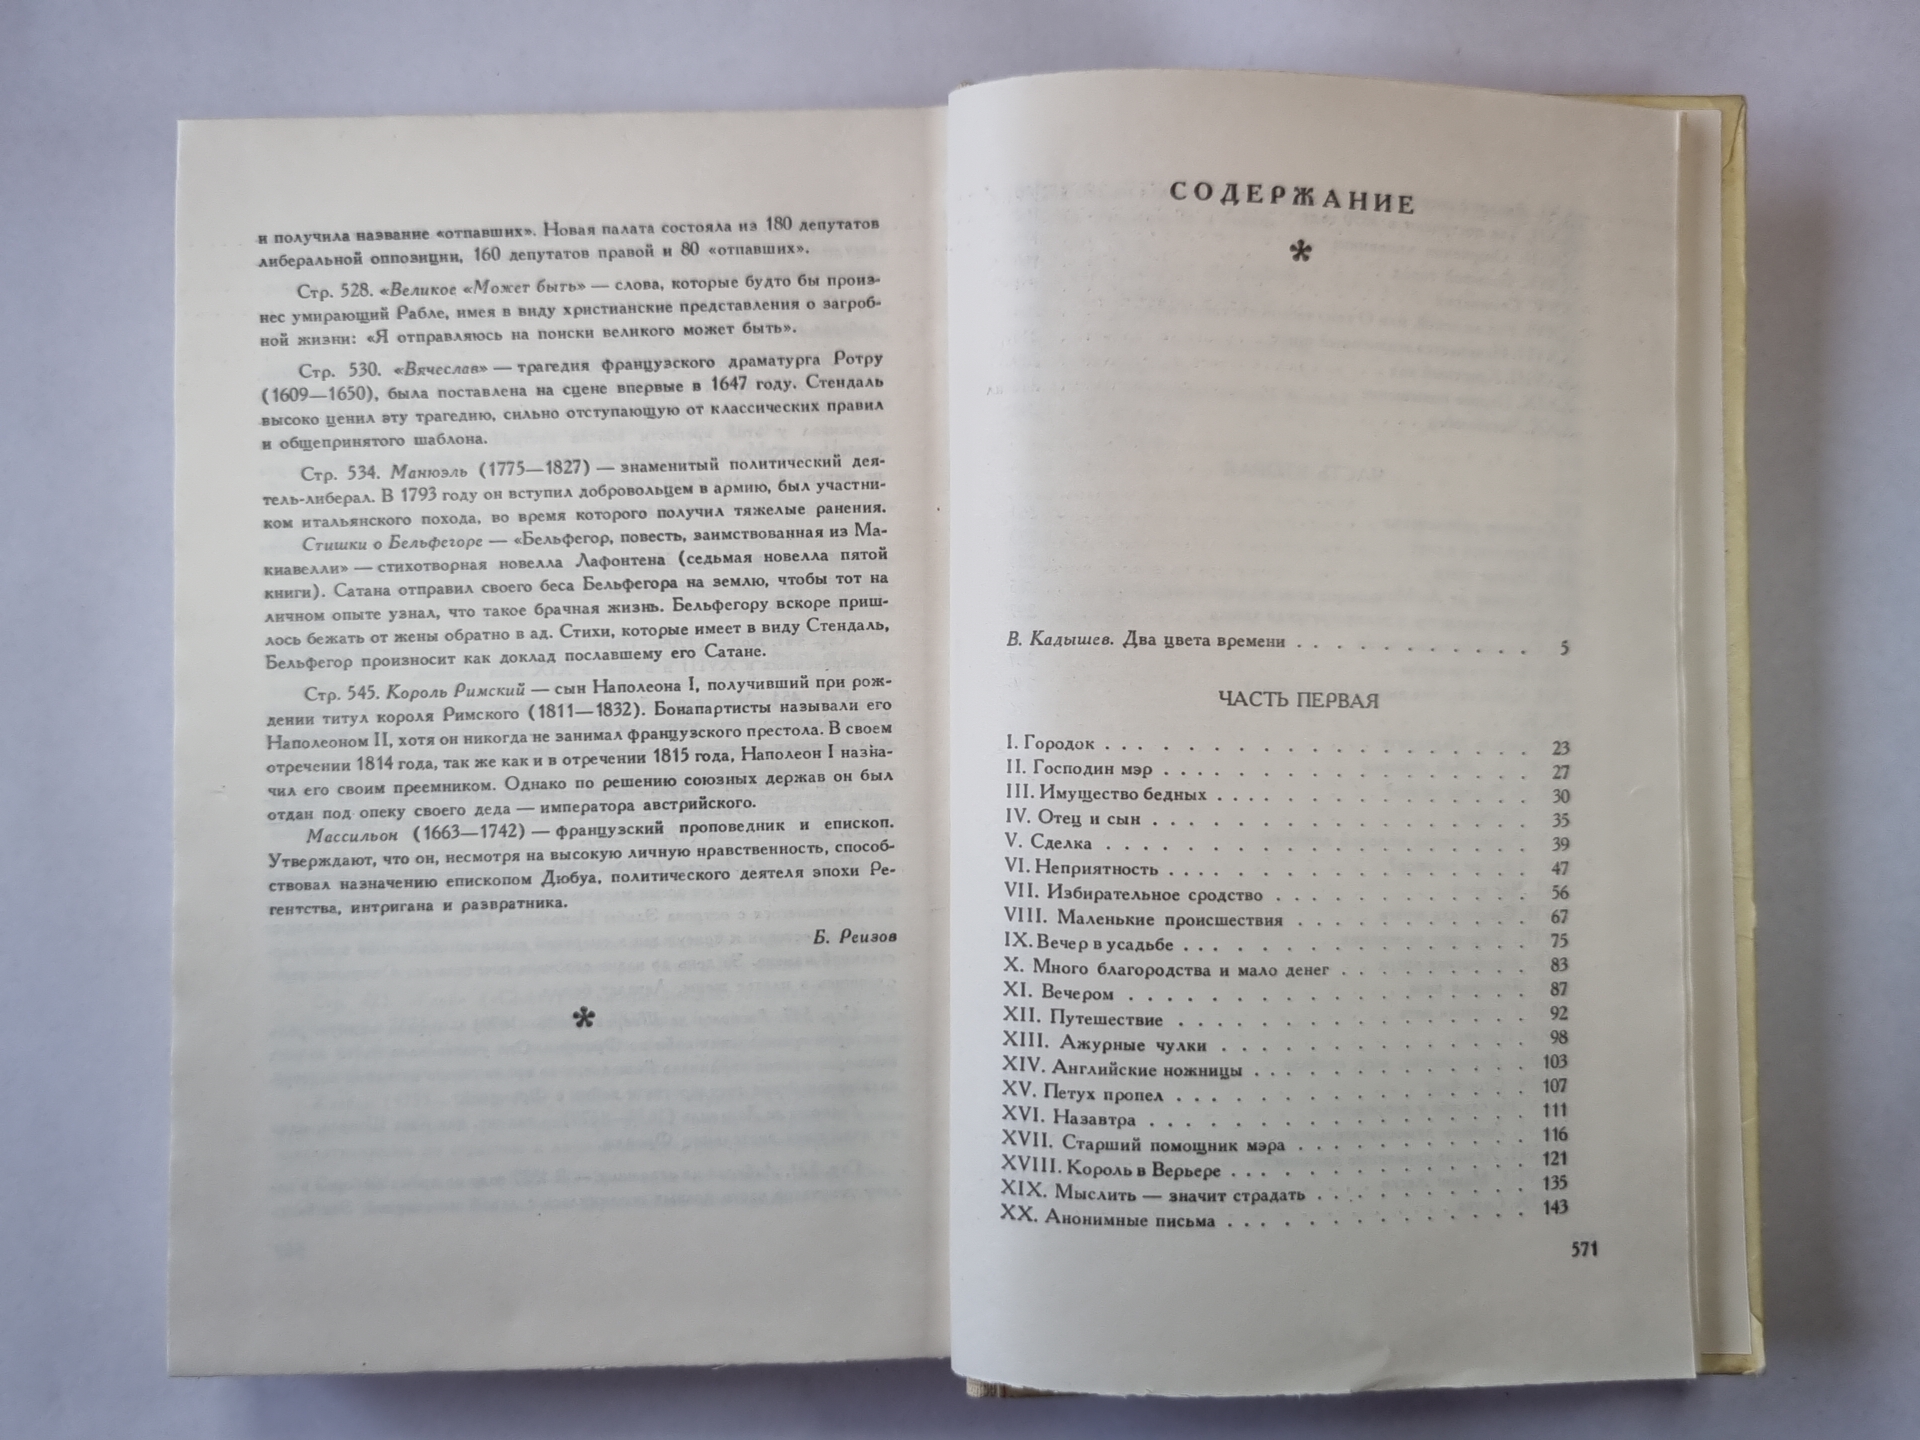 и получила название «отпавших». Новая палата состояла из 180 депутатов
либеральной оппозиции, 160 депутатов правой и 80 «отпавших».
Стр. 528. «Великое «Может быть» — слова, которые будто бы произ-
нес умирающий Рабле, имея в виду христианские представления о загроб-
ной жизни: «Я отправляюсь на поиски великого может быть».
Стр. 530. «Вячеслав» — трагедия французского драматурга Ротру
(1609—1650), была поставлена на сцене впервые в 1647 году. Стендаль
высоко ценил эту трагедию, сильно отступающую от классических правил
и общепринятого шаблона.
Стр. 534. Манюэль (1775—1827) — знаменитый политический дея-
тель-либерал. В 1793 году он вступил добровольцем в армию, был участни-
ком итальянского похода, во время которого получил тяжелые ранения.
Стишки о Бельфегоре — «Бельфегор, повесть, заимствованная из Ма-
киавелли» — стихотворная новелла Лафонтена (седьмая новелла пятой
книги). Сатана отправил своего беса Бельфегора на землю, чтобы тот на
личном опыте узнал, что такое брачная жизнь. Бельфегору вскоре приш-
лось бежать от жены обратно в ад. Стихи, которые имеет в виду Стендаль,
Бельфегор произносит как доклад пославшему его Сатане.
Стр. 545. Король Римский — сын Наполеона I, получивший при рож-
дении титул короля Римского (1811—1832). Бонапартисты называли его
Наполеоном II, хотя он никогда не занимал французского престола. В своем
отречении 1814 года, так же как и в отречении 1815 года, Наполеон I назна-
чил его своим преемником. Однако по решению союзных держав он был
отдан под опеку своего деда — императора австрийского.
Массильон (1663—1742) — французский проповедник и епископ.
Утверждают, что он, несмотря на высокую личную нравственность, способ-
ствовал назначению епископом Дюбуа, политического деятеля эпохи Ре-
гентства, интригана и развратника.
Б. Реизов
*
СОДЕРЖАНИЕ
*
В. Кадышев. Два цвета времени . . . . . . . . . . . 5
ЧАСТЬ ПЕРВАЯ
I. Городок . . . . . . . . . . . . . . . . . . 23
II. Господин мэр . . . . . . . . . . . . . . . . 27
III. Имущество бедных . . . . . . . . . . . . . . 30
IV. Отец и сын . . . . . . . . . . . . . . . . . 35
V. Сделка . . . . . . . . . . . . . . . . . . 39
VI. Неприятность . . . . . . . . . . . . . . . . 47
VII. Избирательное сродство . . . . . . . . . . . . 56
VIII. Маленькие происшествия . . . . . . . . . . . . 67
IX. Вечер в усадьбе . . . . . . . . . . . . . . . 75
X. Много благородства и мало денег . . . . . . . . . 83
XI. Вечером . . . . . . . . . . . . . . . . . . 87
XII. Путешествие . . . . . . . . . . . . . . . . 92
XIII. Ажурные чулки . . . . . . . . . . . . . . . 98
XIV. Английские ножницы . . . . . . . . . . . . . 103
XV. Петух пропел . . . . . . . . . . . . . . . . 107
XVI. Назавтра . . . . . . . . . . . . . . . . . 111
XVII. Старший помощник мэра . . . . . . . . . . . . 116
XVIII. Король в Верьере . . . . . . . . . . . . . . 121
XIX. Мыслить — значит страдать . . . . . . . . . . . 135
XX. Анонимные письма . . . . . . . . . . . . . . 143
571